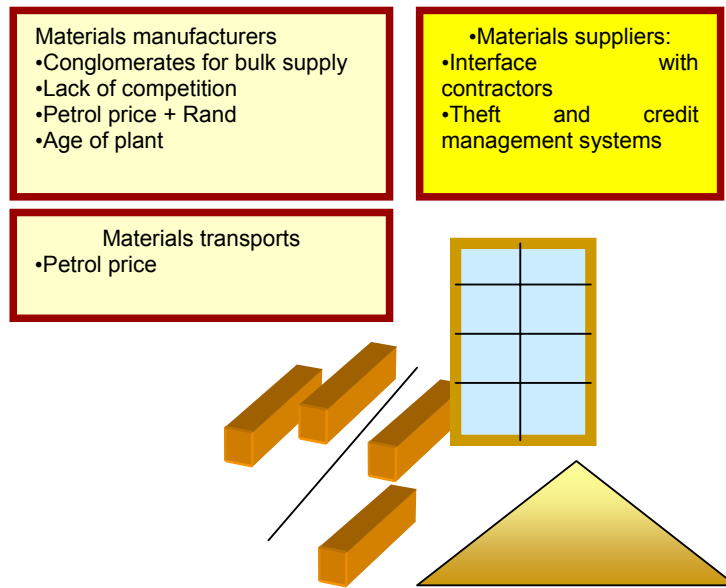 Materials manufacturers
•Conglomerates for bulk supply
•Lack of competition
•Petrol price + Rand
•Age of plant
•Materials suppliers:
•Interface with
contractors
•Theft and credit
management systems
Materials transports
•Petrol price